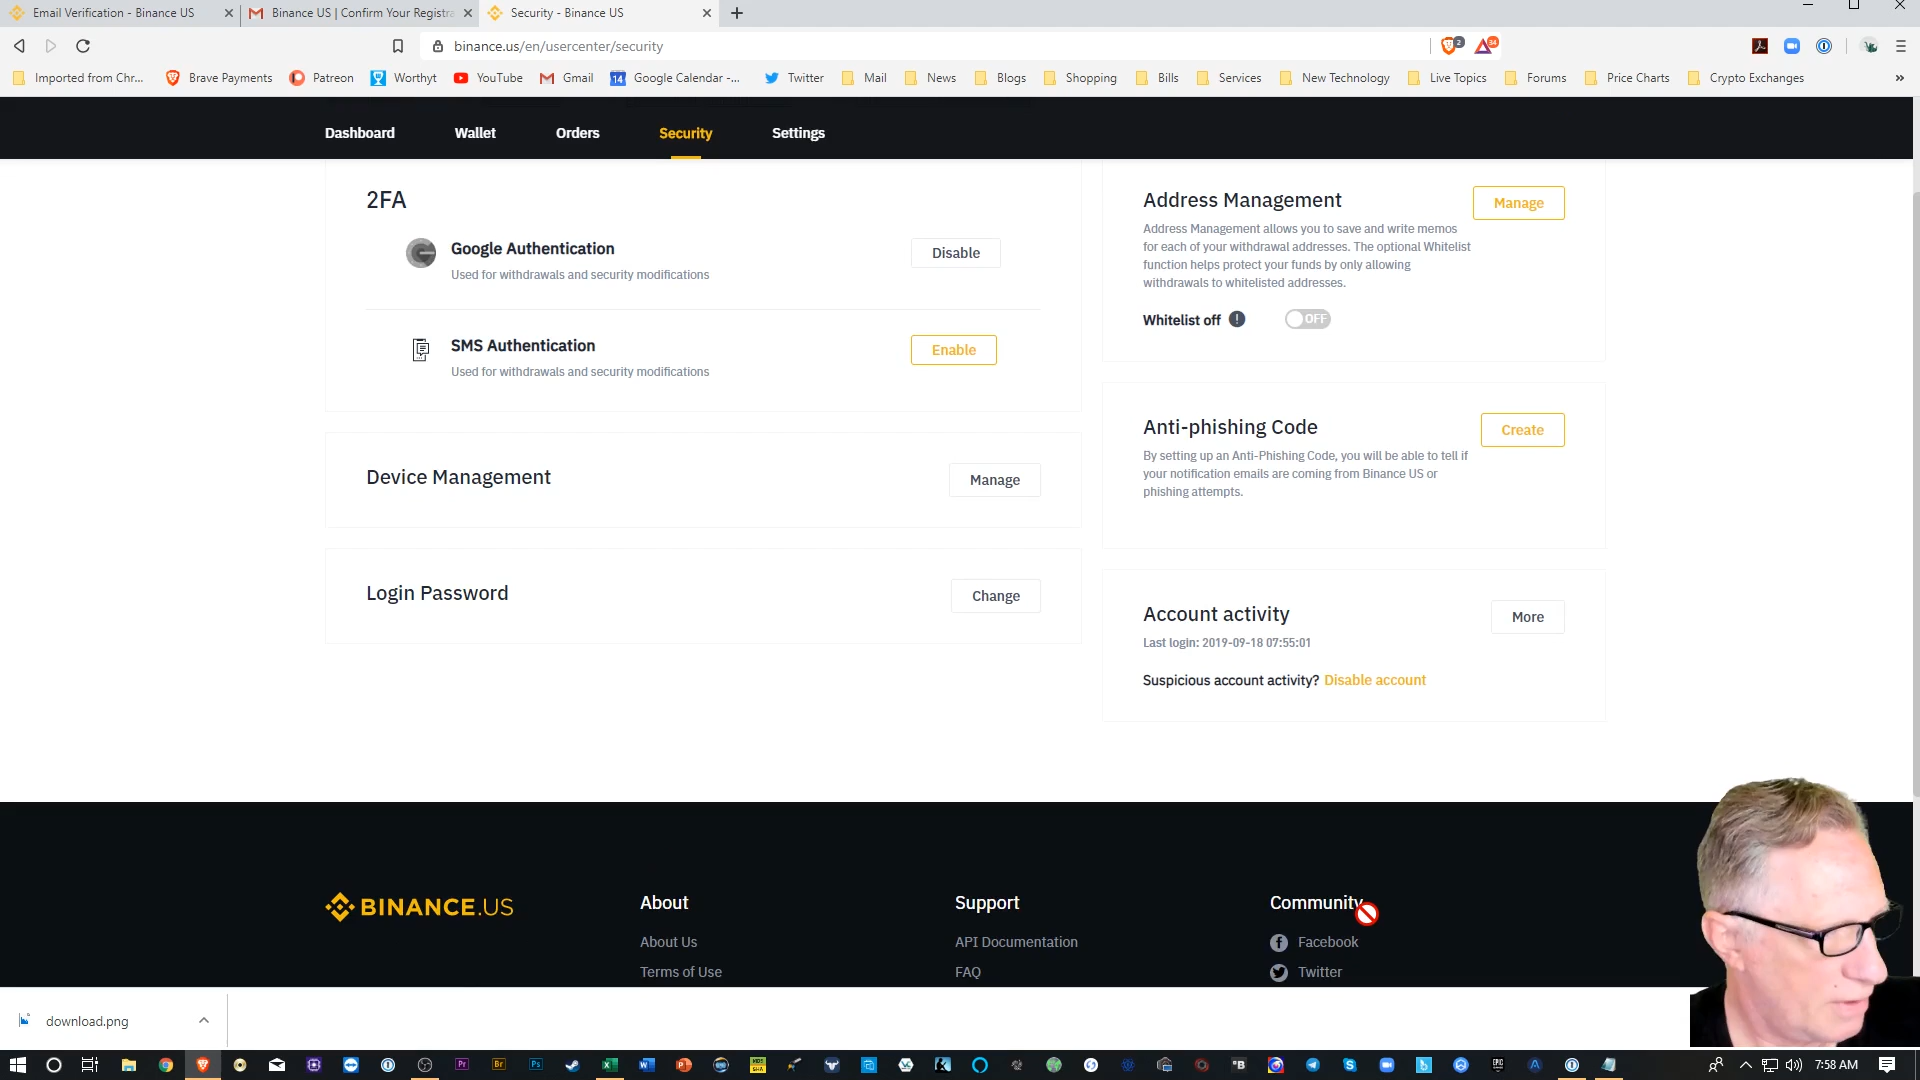 Email Verification - Binance US
Binance US | Confirm Your Registra
Security - Binance US
binance.us/en/usercenter/security
2
34
Imported from Chr...
Brave Payments
Patreon
Worthyt
YouTube
Gmail
14
Google Calendar -...
Twitter
Mail
News
Blogs
Shopping
Bills
Services
New Technology
Live Topics
Forums
Price Charts
Crypto Exchanges
Dashboard
Wallet
Orders
Security
Settings
2FA
Google Authentication
Used for withdrawals and security modifications
Disable
SMS Authentication
Used for withdrawals and security modifications
Enable
Device Management
Manage
Login Password
Change
Address Management
Manage
Address Management allows you to save and write memos
for each of your withdrawal addresses. The optional Whitelist
function helps protect your funds by only allowing
withdrawals to whitelisted addresses.
Whitelist off
OFF
Anti-phishing Code
Create
By setting up an Anti-Phishing Code, you will be able to tell if
your notification emails are coming from Binance US or
phishing attempts.
Account activity
More
Last login: 2019-09-18 07:55:01
Suspicious account activity? Disable account
BINANCE.US
About
About Us
Terms of Use
Support
API Documentation
FAQ
Community
Facebook
Twitter
download.png
Pr
Br
Ps
7:58 AM